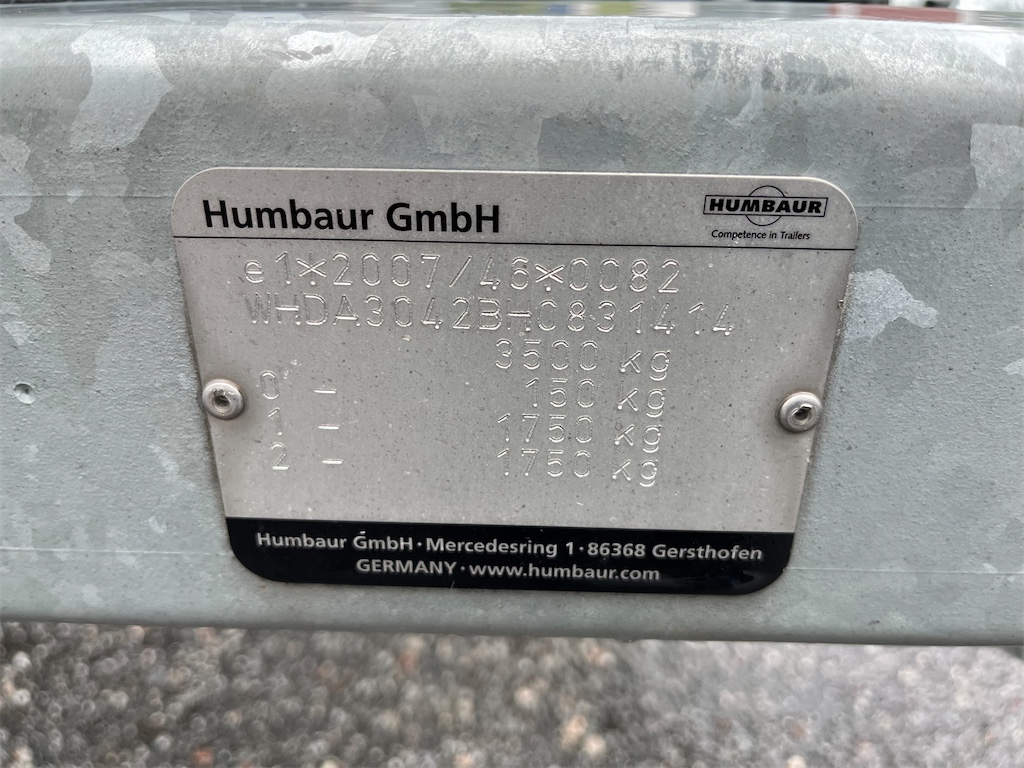 Humbaur GmbH
HUMBAUR
Competence in Trailers
e1*2007/46*0082
WHDA3042BH0831414
3500 kg
0 - 150 kg
1 - 1750 kg
2 - 1750 kg
Humbaur GmbH · Mercedesring 1 · 86368 Gersthofen
GERMANY · www.humbaur.com